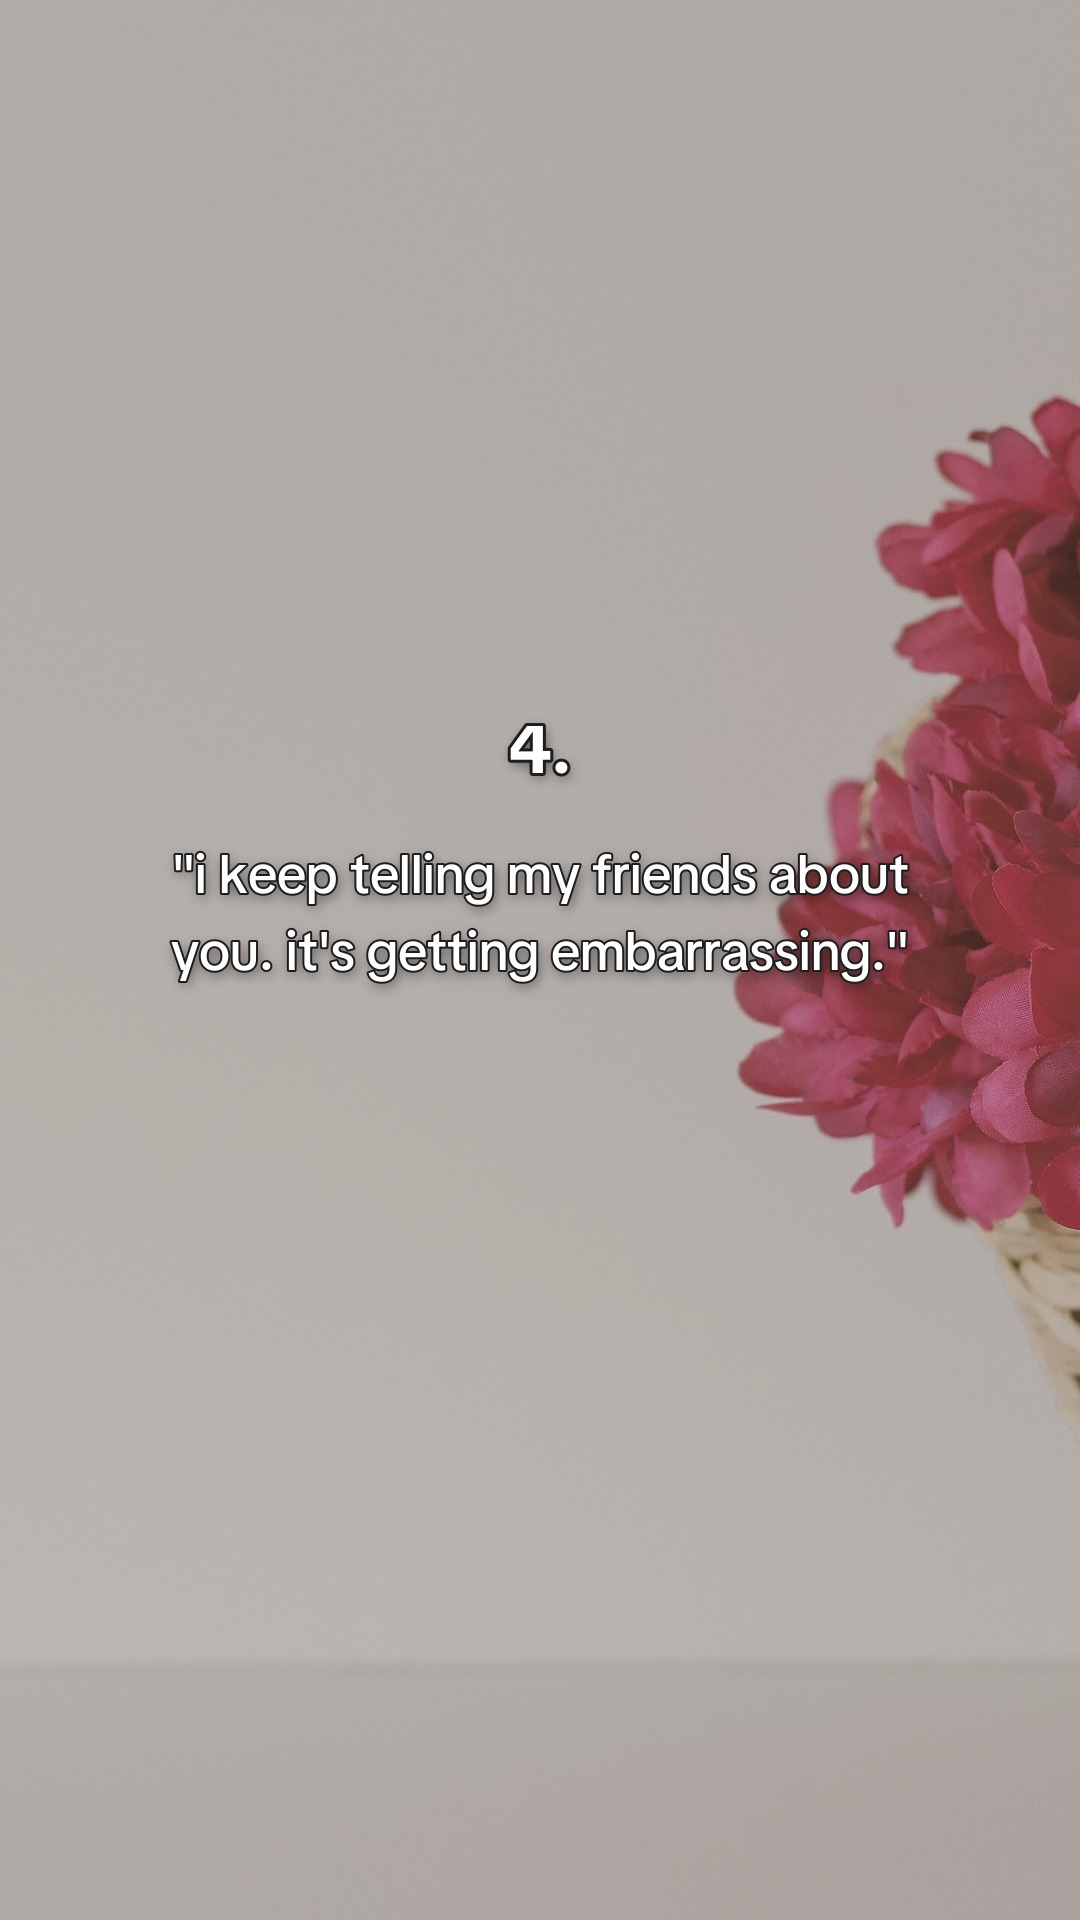 4.
"i keep telling my friends about
you. it's getting embarrassing."